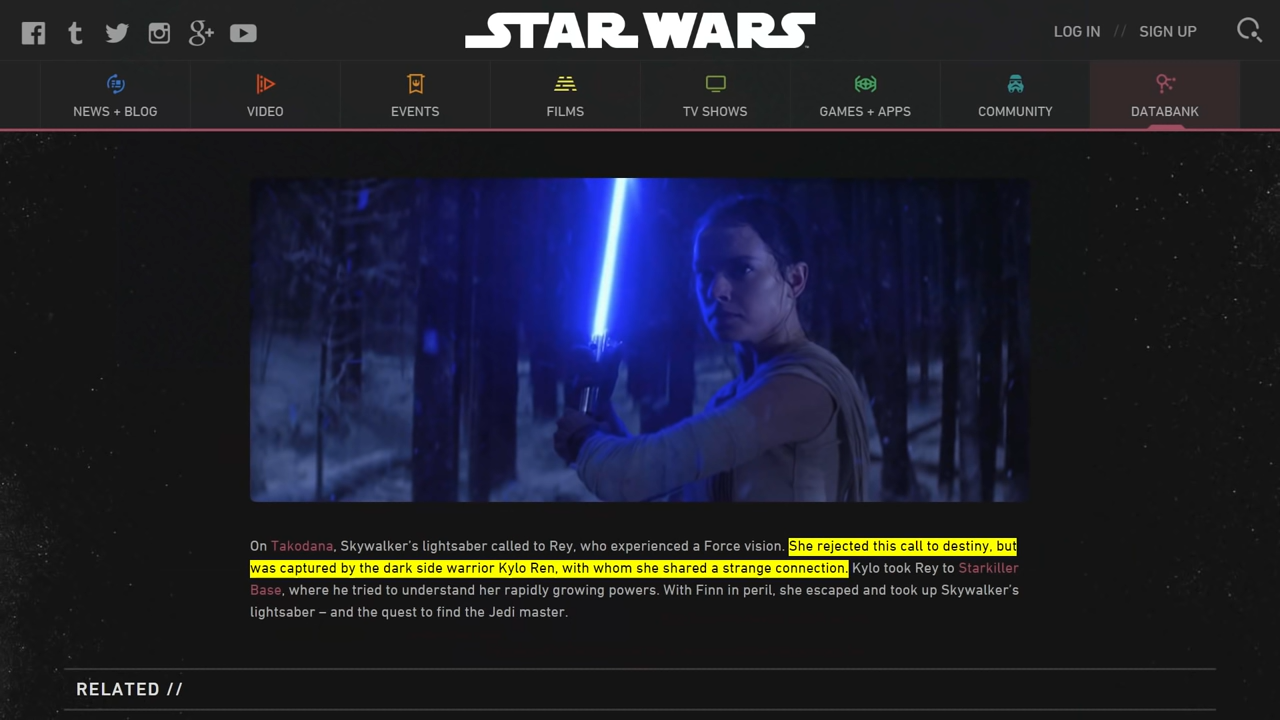 STAR WARS
LOG IN // SIGN UP
NEWS + BLOG
VIDEO
EVENTS
FILMS
TV SHOWS
GAMES + APPS
COMMUNITY
DATABANK
On Takodana, Skywalker's lightsaber called to Rey, who experienced a Force vision. She rejected this call to destiny, but
was captured by the dark side warrior Kylo Ren, with whom she shared a strange connection. Kylo took Rey to Starkiller
Base, where he tried to understand her rapidly growing powers. With Finn in peril, she escaped and took up Skywalker's
lightsaber – and the quest to find the Jedi master.
RELATED //